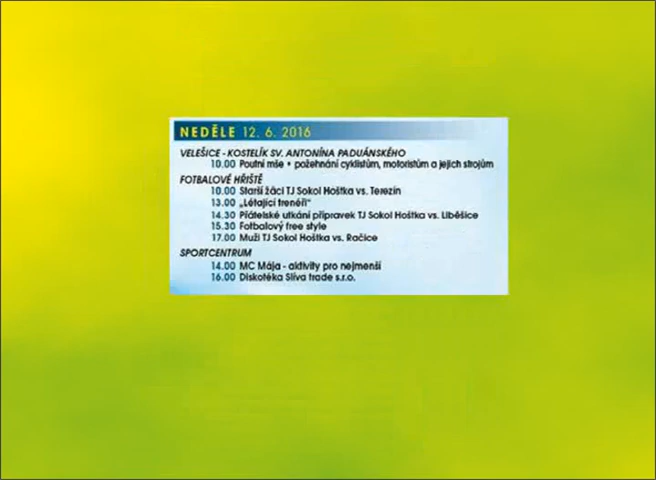 NEDĚLE 12. 6. 2016
VELEŠICE - KOSTELÍK SV. ANTONÍNA PADUÁNSKÉHO
10.00 Poutní mše • požehnání cyklistům, motoristům a jejich strojům
FOTBALOVÉ HŘIŠTĚ
10.00 Starší žáci TJ Sokol Hoštka vs. Terezín
13.00 „Létající trenéři“
14.30 Přátelské utkání přípravek TJ Sokol Hoštka vs. Liběšice
15.30 Fotbalový free style
17.00 Muži TJ Sokol Hoštka vs. Račice
SPORTCENTRUM
14.00 MC Mája - aktivity pro nejmenší
16.00 Diskotéka Slíva trade s.r.o.